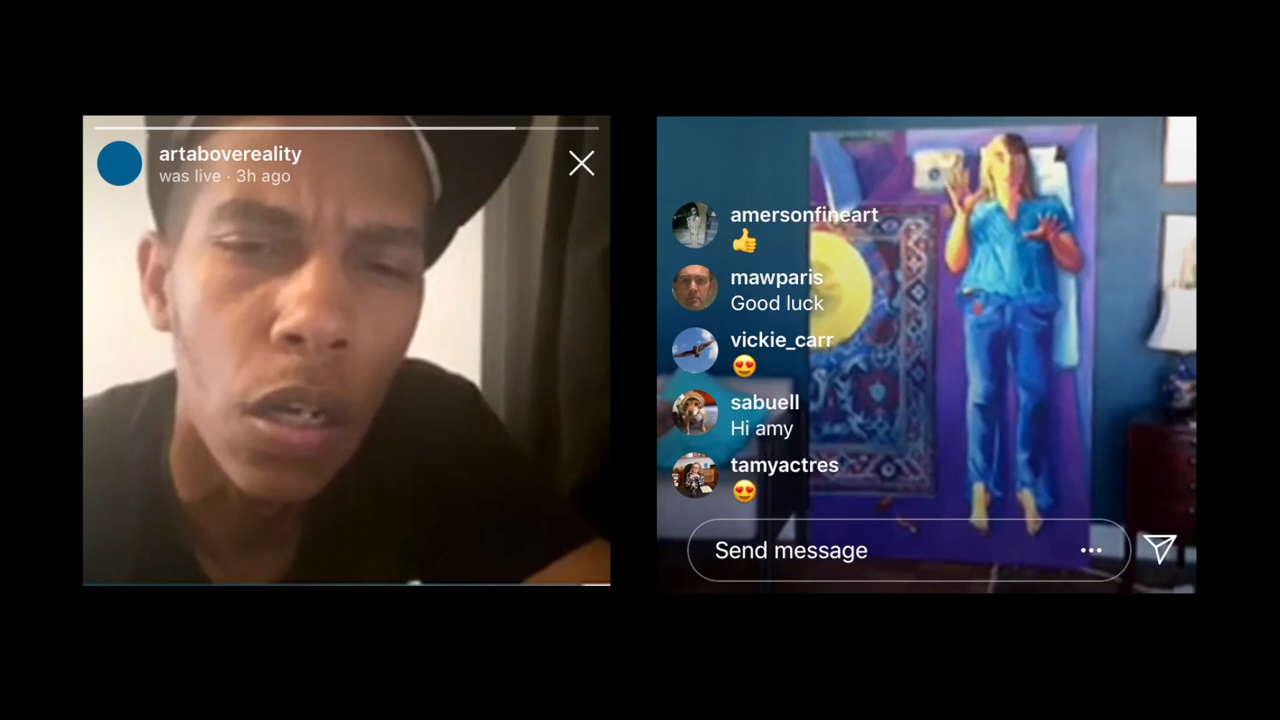 artabovereality
was live · 3h ago
amersonfineart
👍
mawparis
Good luck
vickie_carr
😍
sabuell
Hi amy
tamyactres
😍
Send message